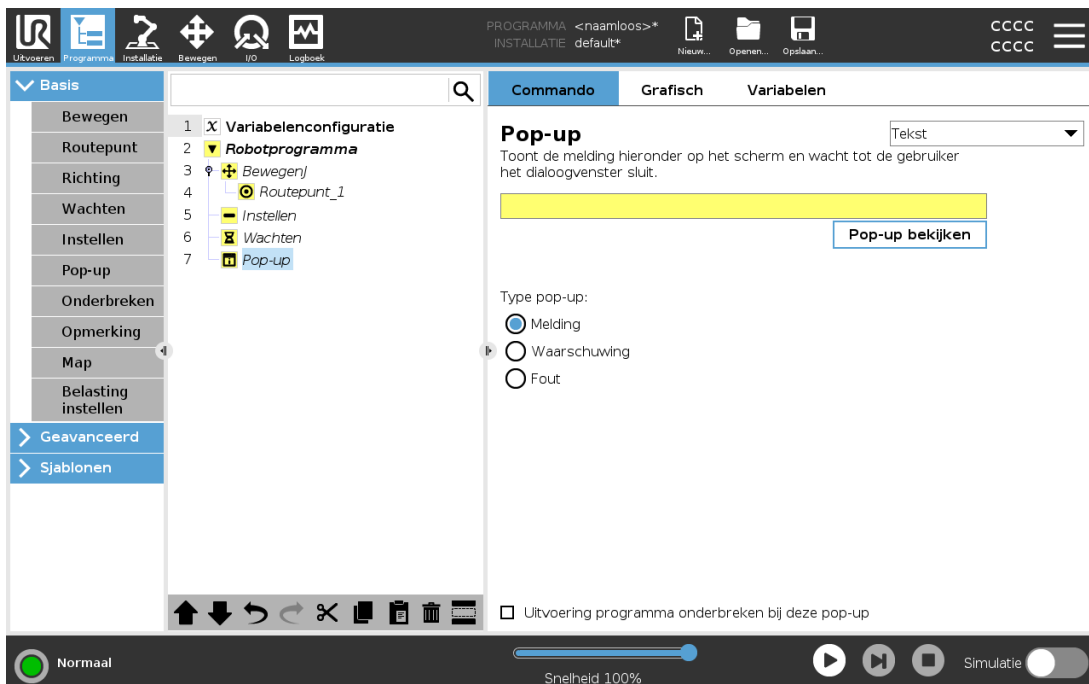 PROGRAMMA <naamloos>*
INSTALLATIE default*
CCCC
CCCC
Uitvoeren Programma Installatie Bewegen I/O Logboek Nieuw... Openen... Opslaan...
Basis
Bewegen
Routepunt
Richting
Wachten
Instellen
Pop-up
Onderbreken
Opmerking
Map
Belasting
instellen
Geavanceerd
Sjablonen
1 X Variabelenconfiguratie
2 Robotprogramma
3 BewegenJ
4 Routepunt_1
5 Instellen
6 Wachten
7 Pop-up
Commando Grafisch Variabelen
Pop-up
Tekst
Toont de melding hieronder op het scherm en wacht tot de gebruiker
het dialoogvenster sluit.
Pop-up bekijken
Type pop-up:
Melding
Waarschuwing
Fout
Uitvoering programma onderbreken bij deze pop-up
Normaal
Snelheid 100%
Simulatie